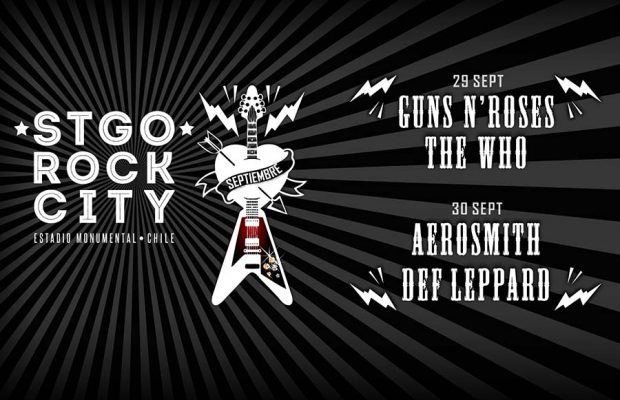 STGO
ROCK
CITY
ESTADIO MONUMENTAL • CHILE
SEPTIEMBRE
29 SEPT
GUNS N' ROSES
THE WHO
30 SEPT
AEROSMITH
DEF LEPPARD